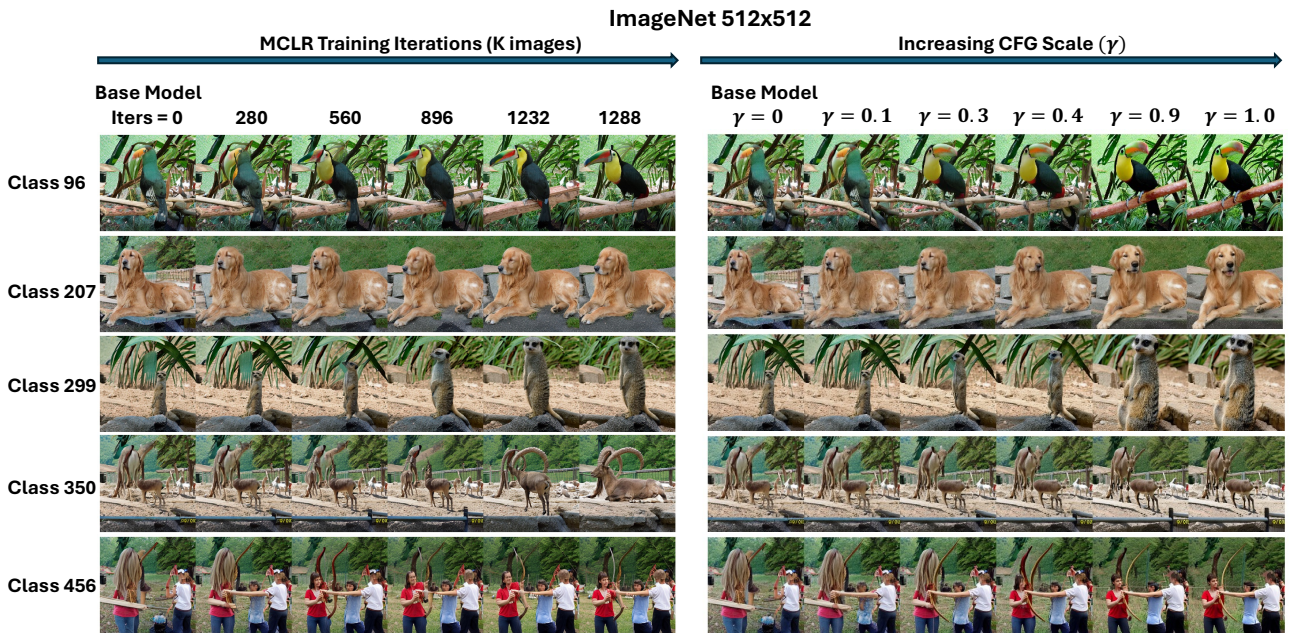 ImageNet 512x512
MCLR Training Iterations (K images)
Increasing CFG Scale (γ)
Base Model
Iters = 0 280 560 896 1232 1288
Base Model
γ = 0 γ = 0.1 γ = 0.3 γ = 0.4 γ = 0.9 γ = 1.0
Class 96
Class 207
Class 299
Class 350
Class 456